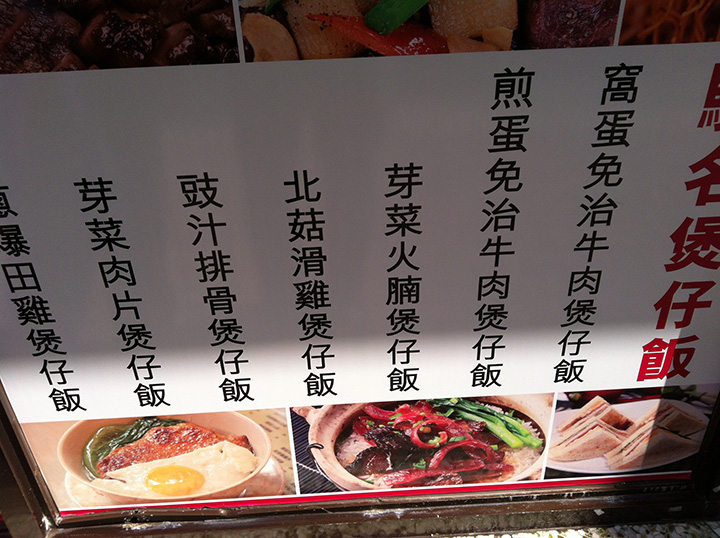 名煲仔飯
窩蛋免治牛肉煲仔飯
煎蛋免治牛肉煲仔飯
芽菜火腩煲仔飯
北菇滑雞煲仔飯
豉汁排骨煲仔飯
芽菜肉片煲仔飯
爆田雞煲仔飯